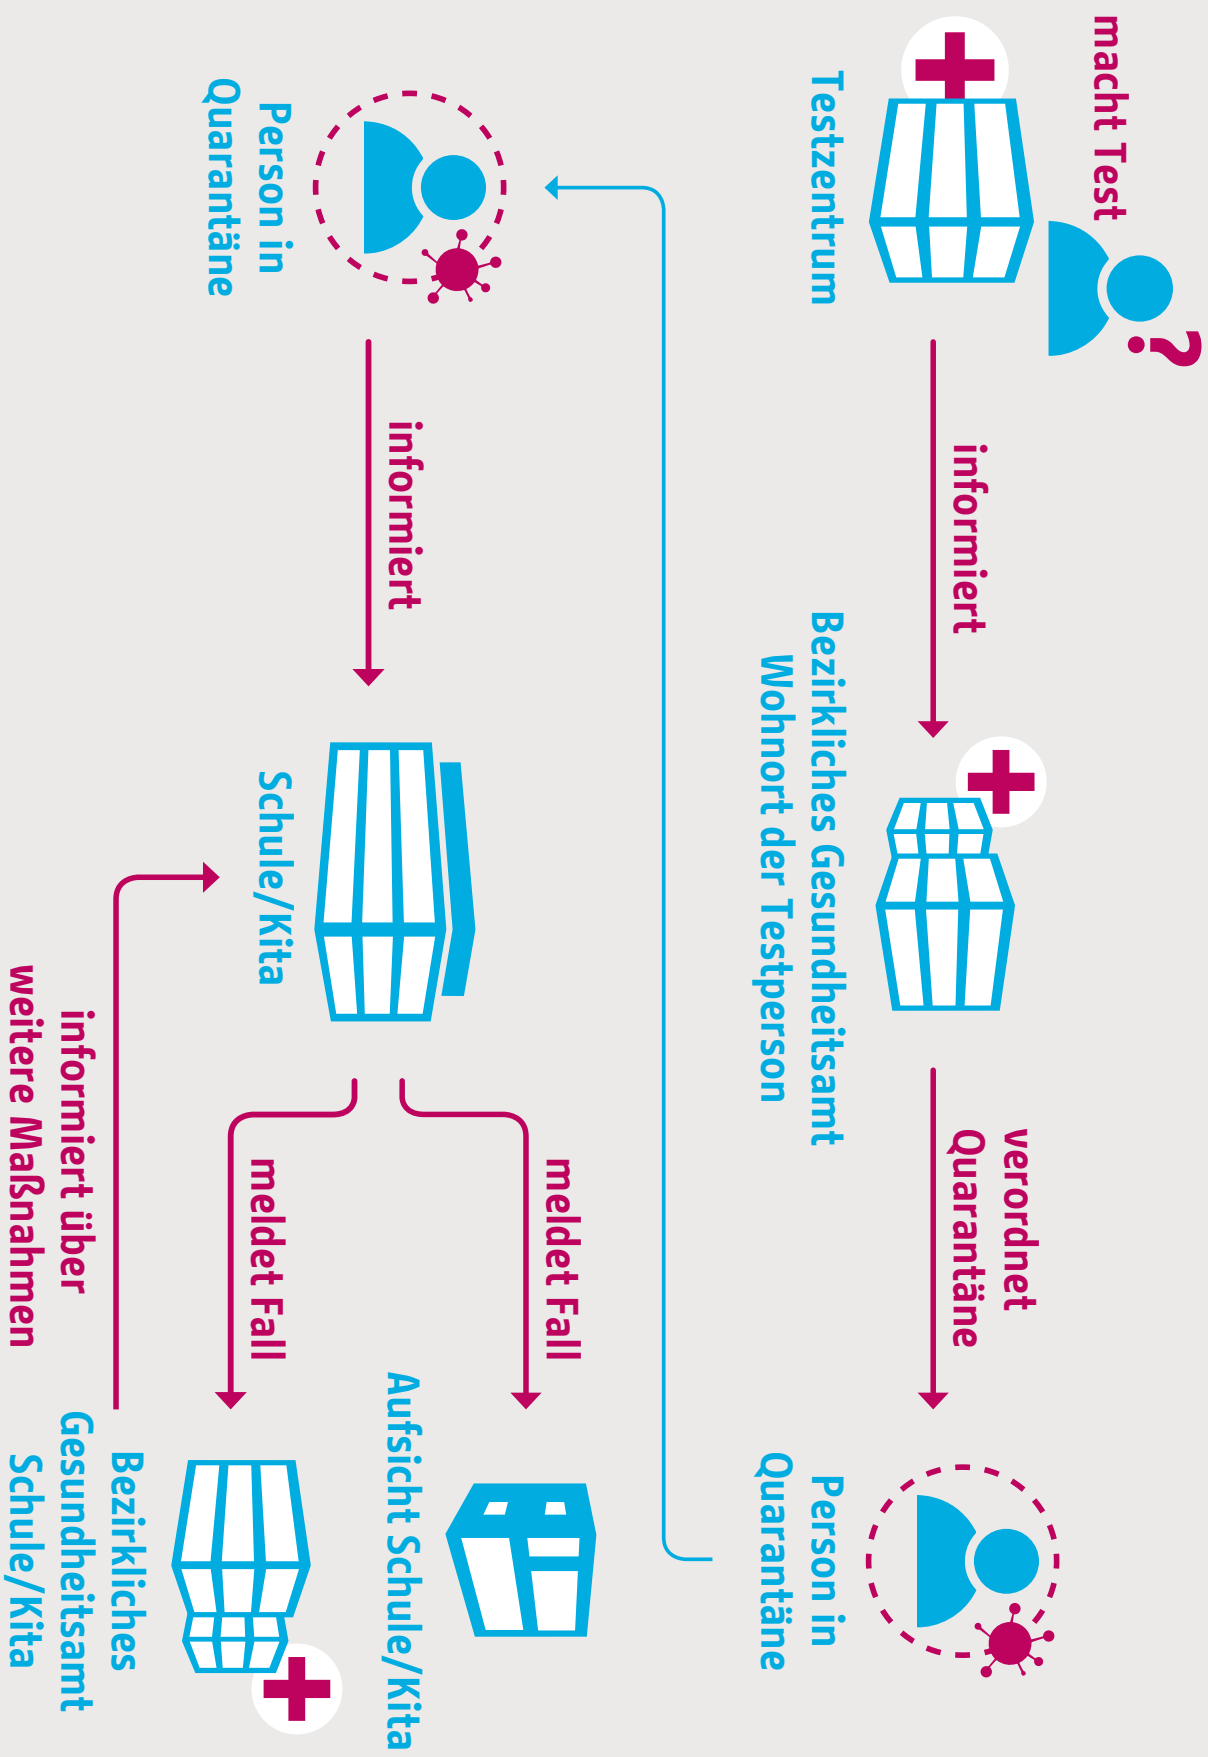 macht Test
?
Testzentrum
informiert
Bezirkliches Gesundheitsamt
Wohnort der Testperson
verordnet
Quarantäne
Person in
Quarantäne
Person in
Quarantäne
informiert
Schule/Kita
meldet Fall
Aufsicht Schule/Kita
meldet Fall
Bezirkliches
Gesundheitsamt
Schule/Kita
informiert über
weitere Maßnahmen